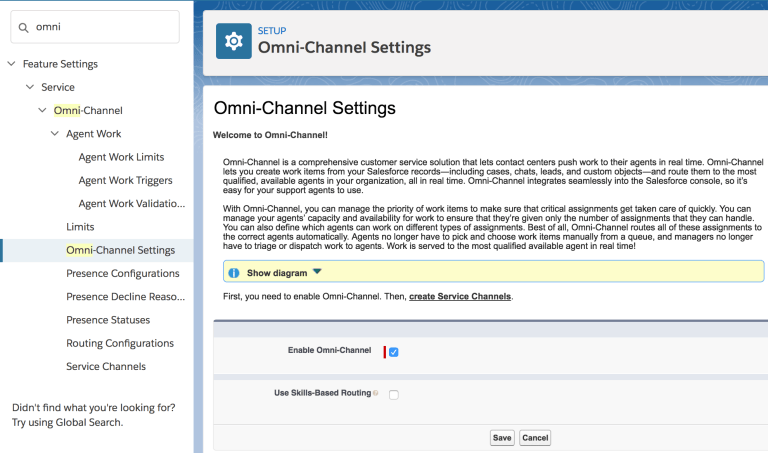 omni
Feature Settings
Service
Omni-Channel
Agent Work
Agent Work Limits
Agent Work Triggers
Agent Work Validatio...
Limits
Omni-Channel Settings
Presence Configurations
Presence Decline Reaso...
Presence Statuses
Routing Configurations
Service Channels
Didn't find what you're looking for?
Try using Global Search.
SETUP
Omni-Channel Settings
Omni-Channel Settings
Welcome to Omni-Channel!
Omni-Channel is a comprehensive customer service solution that lets contact centers push work to their agents in real time. Omni-Channel
lets you create work items from your Salesforce records—including cases, chats, leads, and custom objects—and route them to the most
qualified, available agents in your organization, all in real time. Omni-Channel integrates seamlessly into the Salesforce console, so it's
easy for your support agents to use.
With Omni-Channel, you can manage the priority of work items to make sure that critical assignments get taken care of quickly. You can
manage your agents' capacity and availability for work to ensure that they're given only the number of assignments that they can handle.
You can also define which agents can work on different types of assignments. Best of all, Omni-Channel routes all of these assignments to
the correct agents automatically. Agents no longer have to pick and choose work items manually from a queue, and managers no longer
have to triage or dispatch work to agents. Work is served to the most qualified available agent in real time!
Show diagram
First, you need to enable Omni-Channel. Then, create Service Channels.
Enable Omni-Channel
Use Skills-Based Routing
Save Cancel